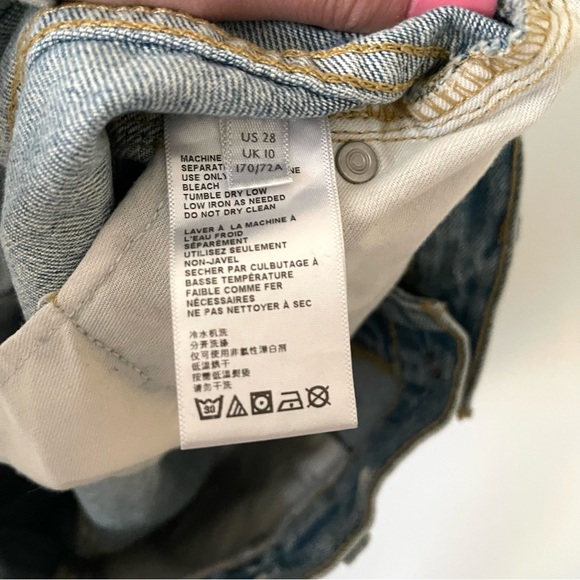 US 28
UK 10
170/72A
MACHINE
SEPARAT NE
USE ONLY
BLEACH
TUMBLE DRY LOW
LOW IRON AS NEEDED
DO NOT DRY CLEAN
LAVER À LA MACHINE À
L'EAU FROID
SÉPARÉMENT
UTILISEZ SEULEMENT
NON-JAVEL
SECHER PAR CULBUTAGE À
BASSE TEMPÉRATURE
FAIBLE COMME FER
NÉCESSAIRES
NE PAS NETTOYER À SEC
冷水机洗
分开洗涤
仅可使用非氯性漂白剂
低温烘干
按需低温熨垫
请勿干洗
30